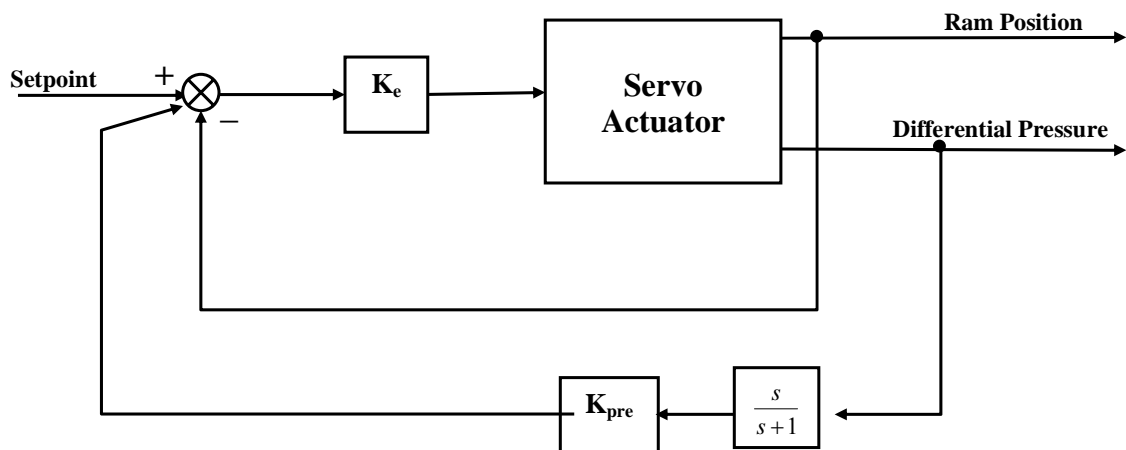 Ram Position
Setpoint
+
−
Kₑ
Servo
Actuator
Differential Pressure
K_pre
s
s + 1